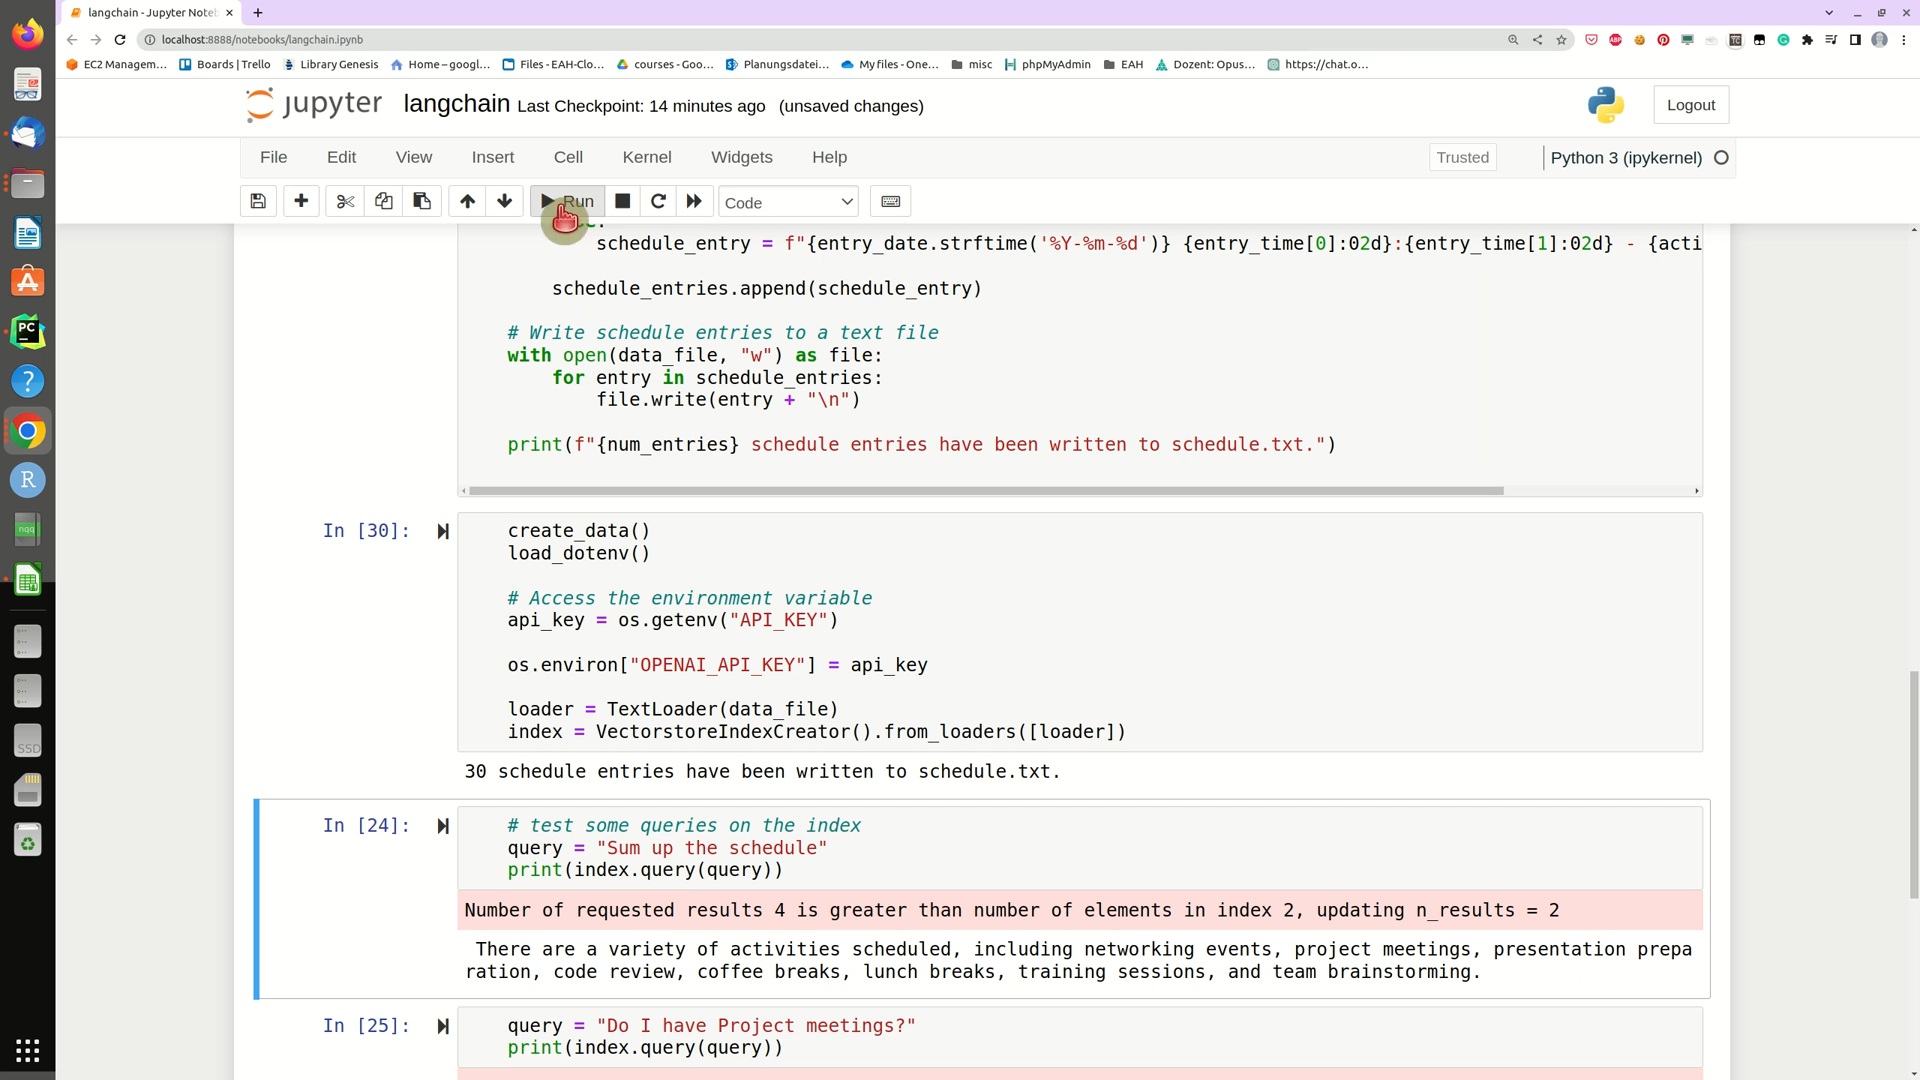 langchain - Jupyter Noteb
localhost:8888/notebooks/langchain.ipynb
EC2 Managem...
Boards | Trello
Library Genesis
Home – googl...
Files - EAH-Clo...
courses - Goo...
Planungsdatei...
My files - One...
misc
phpMyAdmin
EAH
Dozent: Opus...
https://chat.o...
jupyter
langchain Last Checkpoint: 14 minutes ago (unsaved changes)
Logout
File Edit View Insert Cell Kernel Widgets Help
Trusted
Python 3 (ipykernel)
Run
Code
schedule_entry = f"{entry_date.strftime('%Y-%m-%d')} {entry_time[0]:02d}:{entry_time[1]:02d} - {acti
schedule_entries.append(schedule_entry)
# Write schedule entries to a text file
with open(data_file, "w") as file:
for entry in schedule_entries:
file.write(entry + "\n")
print(f"{num_entries} schedule entries have been written to schedule.txt.")
In [30]:
create_data()
load_dotenv()
# Access the environment variable
api_key = os.getenv("API_KEY")
os.environ["OPENAI_API_KEY"] = api_key
loader = TextLoader(data_file)
index = VectorstoreIndexCreator().from_loaders([loader])
30 schedule entries have been written to schedule.txt.
In [24]:
# test some queries on the index
query = "Sum up the schedule"
print(index.query(query))
Number of requested results 4 is greater than number of elements in index 2, updating n_results = 2
There are a variety of activities scheduled, including networking events, project meetings, presentation prepa
ration, code review, coffee breaks, lunch breaks, training sessions, and team brainstorming.
In [25]:
query = "Do I have Project meetings?"
print(index.query(query))
PC
?
R
nqq
SSD
ABP